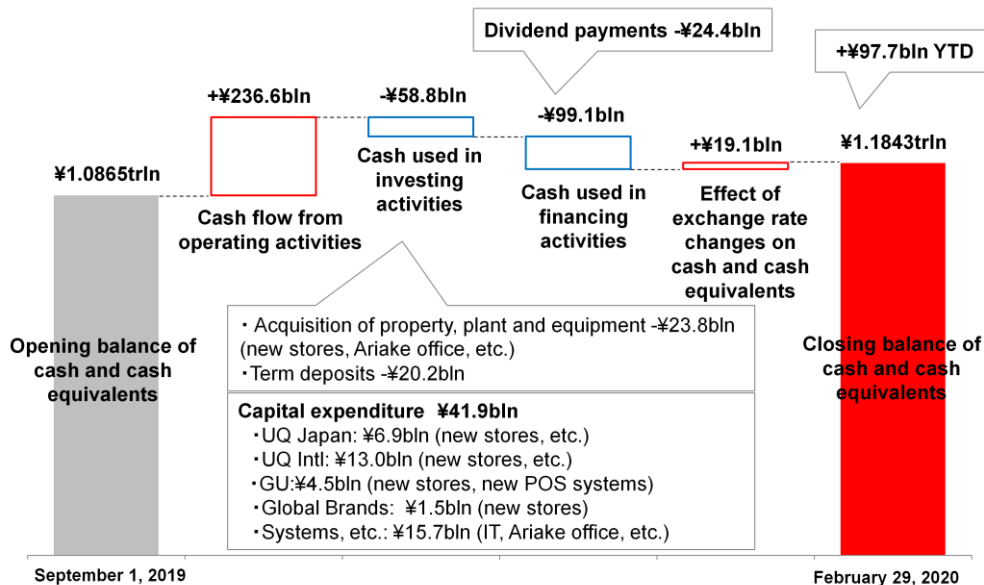 Dividend payments -¥24.4bln
+¥97.7bln YTD
+¥236.6bln
-¥58.8bln
-¥99.1bln
+¥19.1bln
¥1.1843trln
¥1.0865trln
Cash flow from
operating activities
Cash used in
investing
activities
Cash used in
financing
activities
Effect of
exchange rate
changes on
cash and cash
equivalents
Opening balance of
cash and cash
equivalents
・Acquisition of property, plant and equipment -¥23.8bln
(new stores, Ariake office, etc.)
・Term deposits -¥20.2bln
Capital expenditure ¥41.9bln
・UQ Japan: ¥6.9bln (new stores, etc.)
・UQ Intl: ¥13.0bln (new stores, etc.)
・GU:¥4.5bln (new stores, new POS systems)
・Global Brands: ¥1.5bln (new stores)
・Systems, etc.: ¥15.7bln (IT, Ariake office, etc.)
Closing balance of
cash and cash
equivalents
September 1, 2019
February 29, 2020